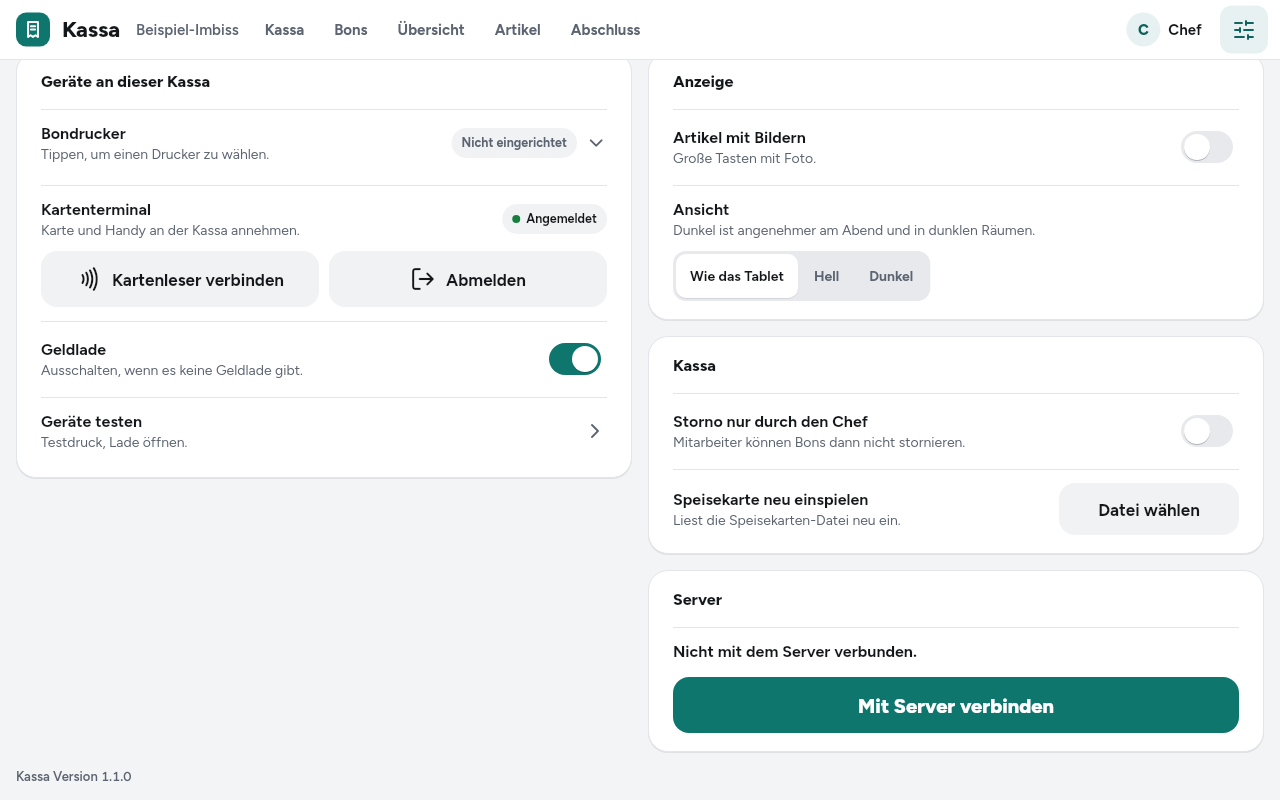 Kassa
Beispiel-Imbiss
Kassa
Bons
Übersicht
Artikel
Abschluss
C
Chef
Geräte an dieser Kassa
Bondrucker
Tippen, um einen Drucker zu wählen.
Nicht eingerichtet
Kartenterminal
Karte und Handy an der Kassa annehmen.
Angemeldet
Kartenleser verbinden
Abmelden
Geldlade
Ausschalten, wenn es keine Geldlade gibt.
Geräte testen
Testdruck, Lade öffnen.
Anzeige
Artikel mit Bildern
Große Tasten mit Foto.
Ansicht
Dunkel ist angenehmer am Abend und in dunklen Räumen.
Wie das Tablet
Hell
Dunkel
Kassa
Storno nur durch den Chef
Mitarbeiter können Bons dann nicht stornieren.
Speisekarte neu einspielen
Liest die Speisekarten-Datei neu ein.
Datei wählen
Server
Nicht mit dem Server verbunden.
Mit Server verbinden
Kassa Version 1.1.0